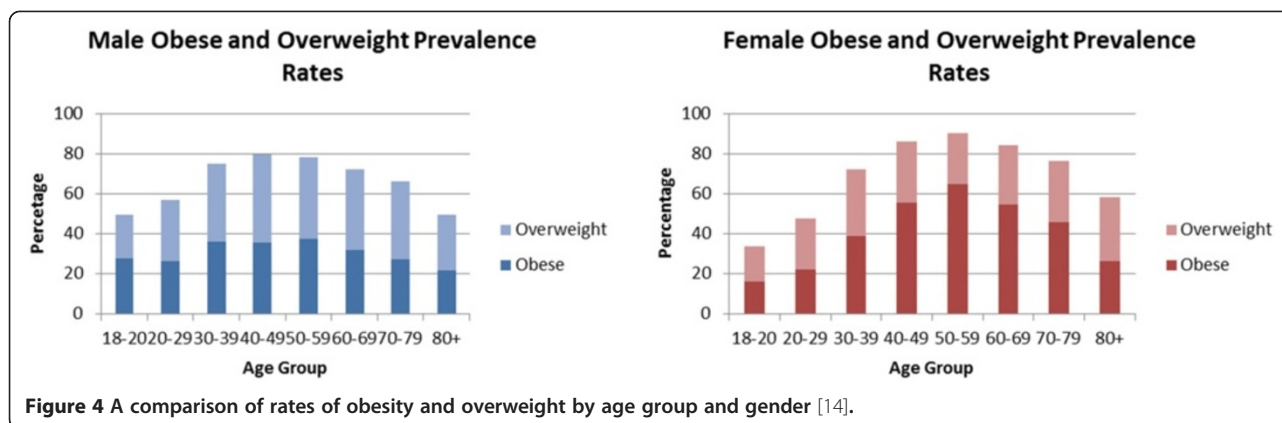 Male Obese and Overweight Prevalence
Rates
Percetage
100
80
60
40
20
0
18-20 20-29 30-39 40-49 50-59 60-69 70-79 80+
Age Group
Overweight
Obese
Female Obese and Overweight Prevalence
Rates
Percentage
100
80
60
40
20
0
18-20 20-29 30-39 40-49 50-59 60-69 70-79 80+
Age Group
Overweight
Obese
Figure 4 A comparison of rates of obesity and overweight by age group and gender [14].